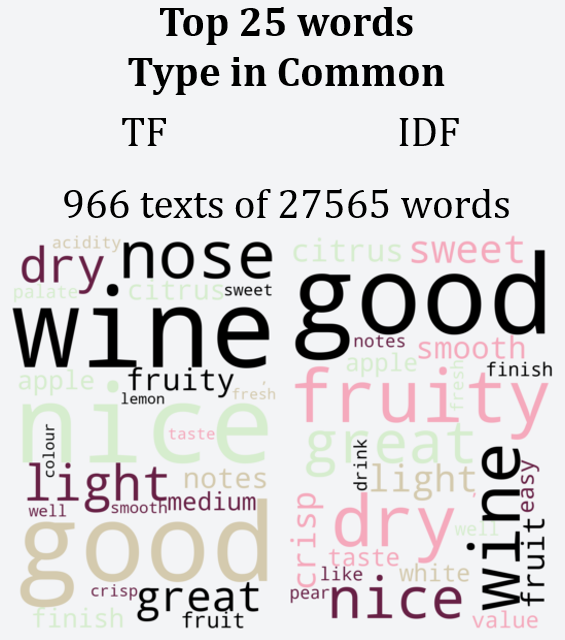 Top 25 words
Type in Common
TF IDF
966 texts of 27565 words
acidity
dry nose
palate citrus sweet
wine
apple fruity
lemon fresh
nice
colour taste
light notes
well smooth medium
good
crisp great
finish fruit
citrus sweet
good
notes smooth
apple finish
fresh
fruity
great
drink light
wine easy
crisp dry
well fruit
taste
like white
pear nice
value